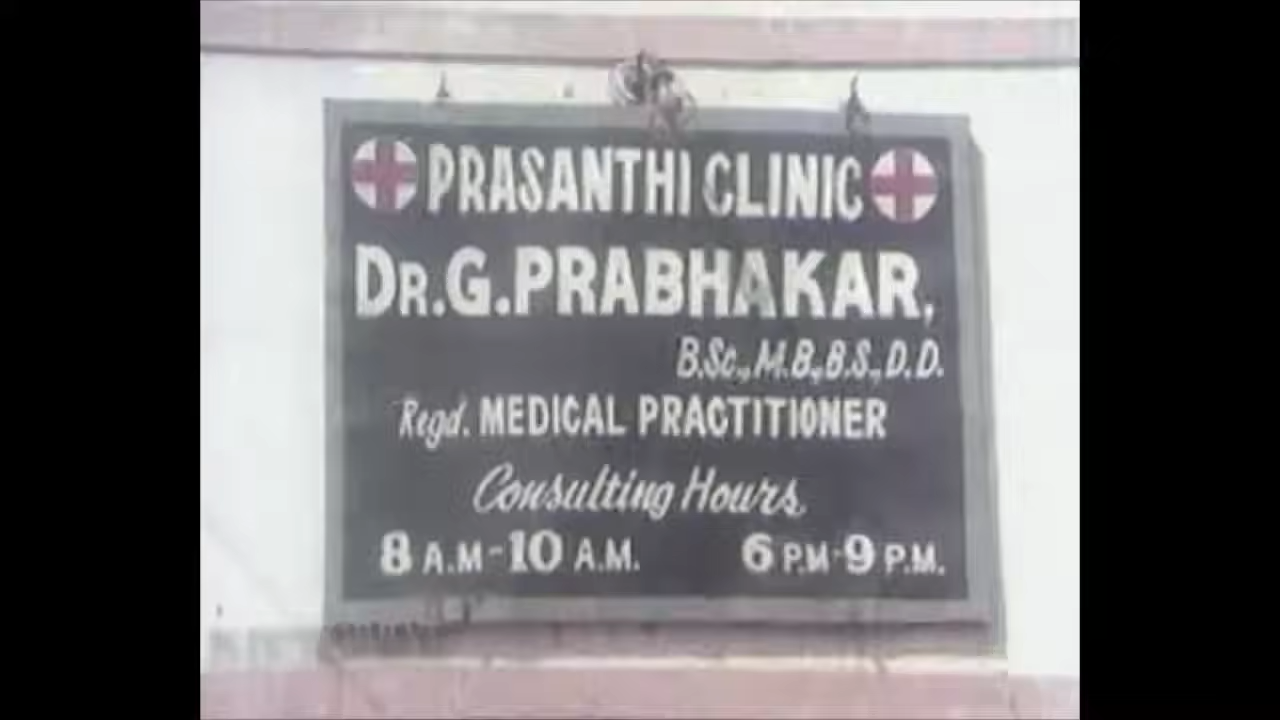 PRASANTHI CLINIC
DR.G.PRABHAKAR,
B.Sc.,M.B.,B.S.,D.D.
Regd. MEDICAL PRACTITIONER
Consulting Hours
8 A.M-10 A.M. 6 P.M-9 P.M.